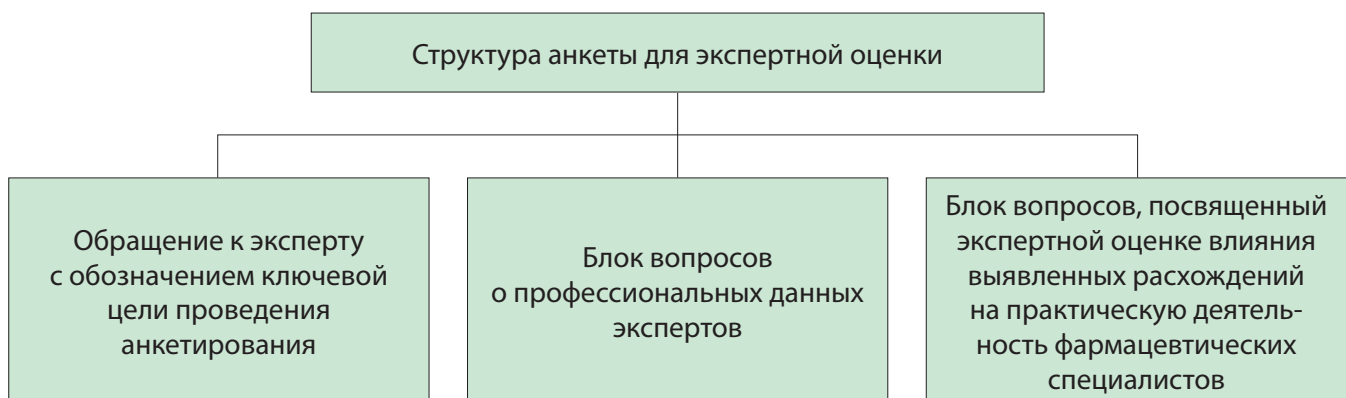 Структура анкеты для экспертной оценки
Обращение к эксперту
с обозначением ключевой
цели проведения
анкетирования
Блок вопросов
о профессиональных данных
экспертов
Блок вопросов, посвященный
экспертной оценке влияния
выявленных расхождений
на практическую деятель-
ность фармацевтических
специалистов